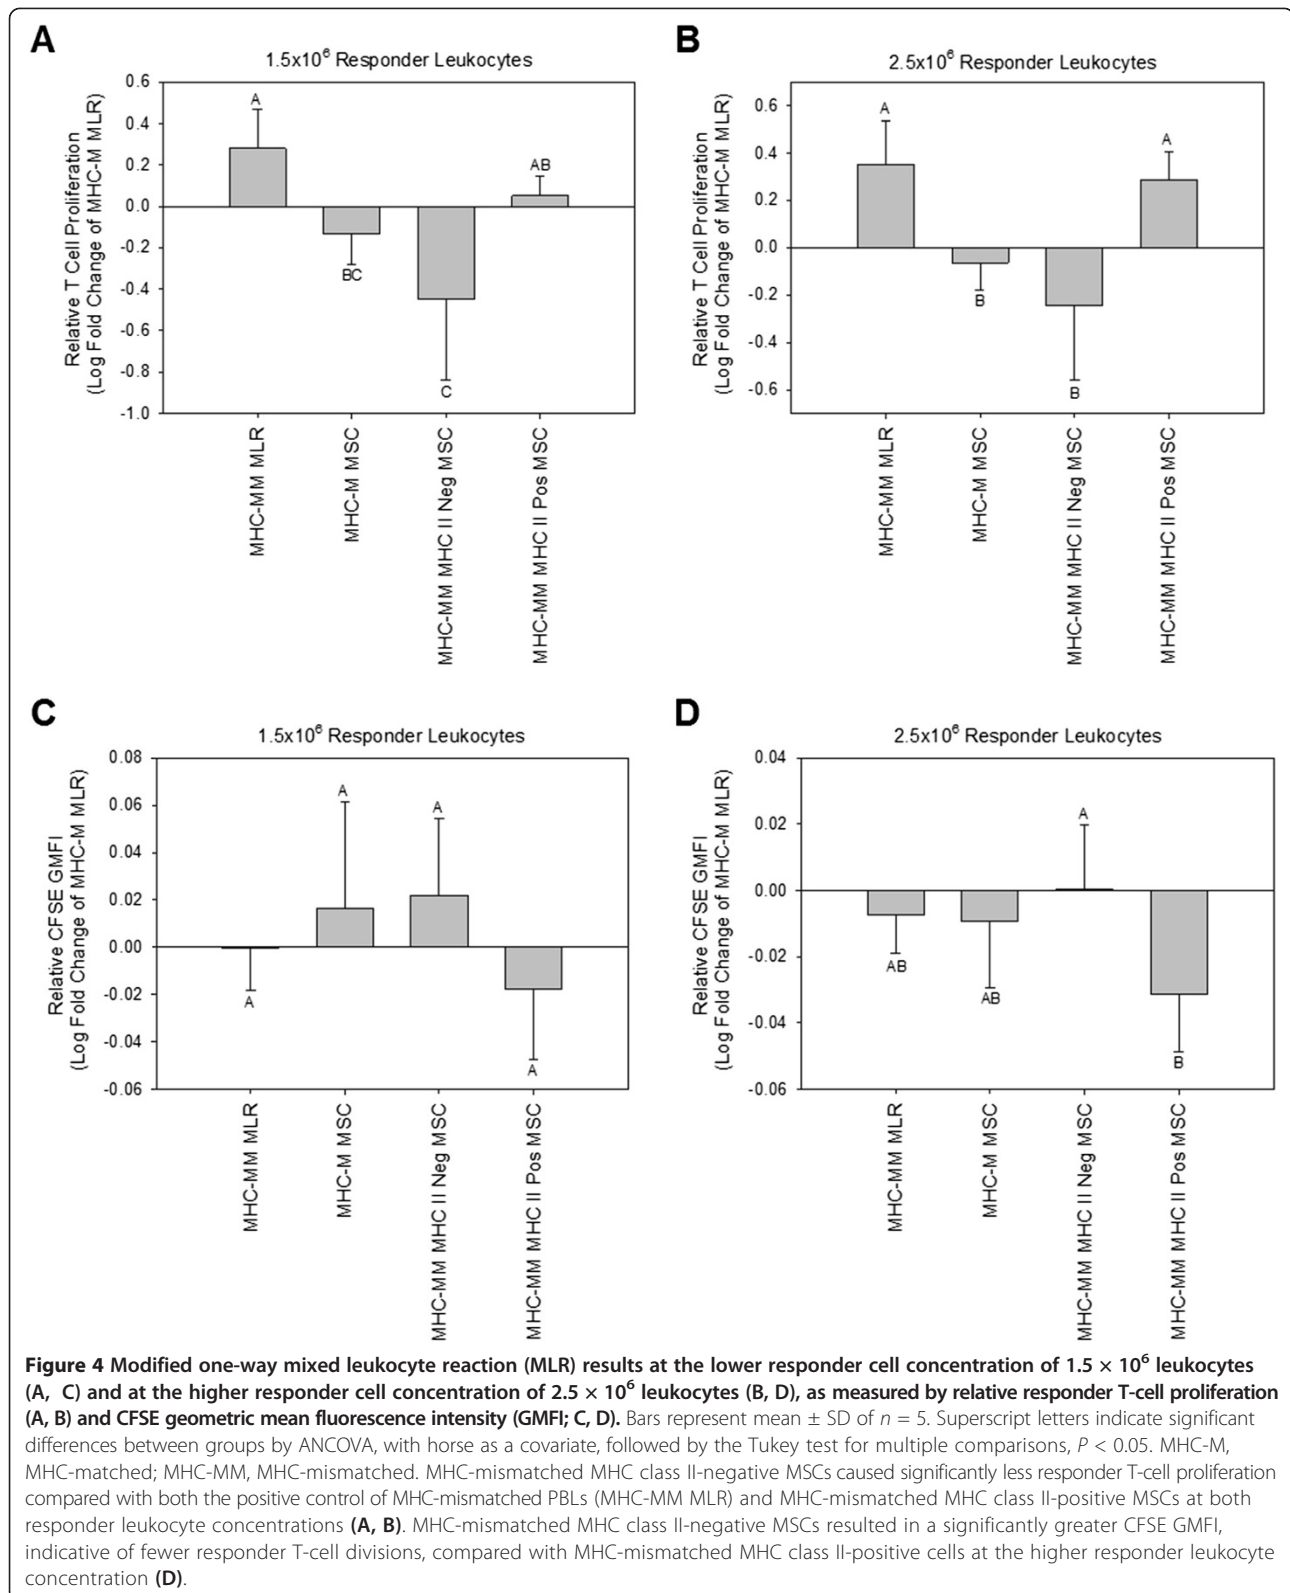 A
1.5x10⁶ Responder Leukocytes
Relative T Cell Proliferation
(Log Fold Change of MHC-M MLR)
0.6
0.4
0.2
0.0
-0.2
-0.4
-0.6
-0.8
-1.0
A
BC
C
AB
MHC-MM MLR
MHC-M MSC
MHC-MM MHC II Neg MSC
MHC-MM MHC II Pos MSC
B
2.5x10⁶ Responder Leukocytes
Relative T Cell Proliferation
(Log Fold Change of MHC-M MLR)
0.6
0.4
0.2
0.0
-0.2
-0.4
-0.6
A
B
B
A
MHC-MM MLR
MHC-M MSC
MHC-MM MHC II Neg MSC
MHC-MM MHC II Pos MSC
C
1.5x10⁶ Responder Leukocytes
Relative CFSE GMFI
(Log Fold Change of MHC-M MLR)
0.08
0.06
0.04
0.02
0.00
-0.02
-0.04
-0.06
A
A
A
A
MHC-MM MLR
MHC-M MSC
MHC-MM MHC II Neg MSC
MHC-MM MHC II Pos MSC
D
2.5x10⁶ Responder Leukocytes
Relative CFSE GMFI
(Log Fold Change of MHC-M MLR)
0.04
0.02
0.00
-0.02
-0.04
-0.06
AB
AB
A
B
MHC-MM MLR
MHC-M MSC
MHC-MM MHC II Neg MSC
MHC-MM MHC II Pos MSC
Figure 4 Modified one-way mixed leukocyte reaction (MLR) results at the lower responder cell concentration of 1.5 × 10⁶ leukocytes
(A, C) and at the higher responder cell concentration of 2.5 × 10⁶ leukocytes (B, D), as measured by relative responder T-cell proliferation
(A, B) and CFSE geometric mean fluorescence intensity (GMFI; C, D). Bars represent mean ± SD of n = 5. Superscript letters indicate significant
differences between groups by ANCOVA, with horse as a covariate, followed by the Tukey test for multiple comparisons, P < 0.05. MHC-M,
MHC-matched; MHC-MM, MHC-mismatched. MHC-mismatched MHC class II-negative MSCs caused significantly less responder T-cell proliferation
compared with both the positive control of MHC-mismatched PBLs (MHC-MM MLR) and MHC-mismatched MHC class II-positive MSCs at both
responder leukocyte concentrations (A, B). MHC-mismatched MHC class II-negative MSCs resulted in a significantly greater CFSE GMFI,
indicative of fewer responder T-cell divisions, compared with MHC-mismatched MHC class II-positive cells at the higher responder leukocyte
concentration (D).